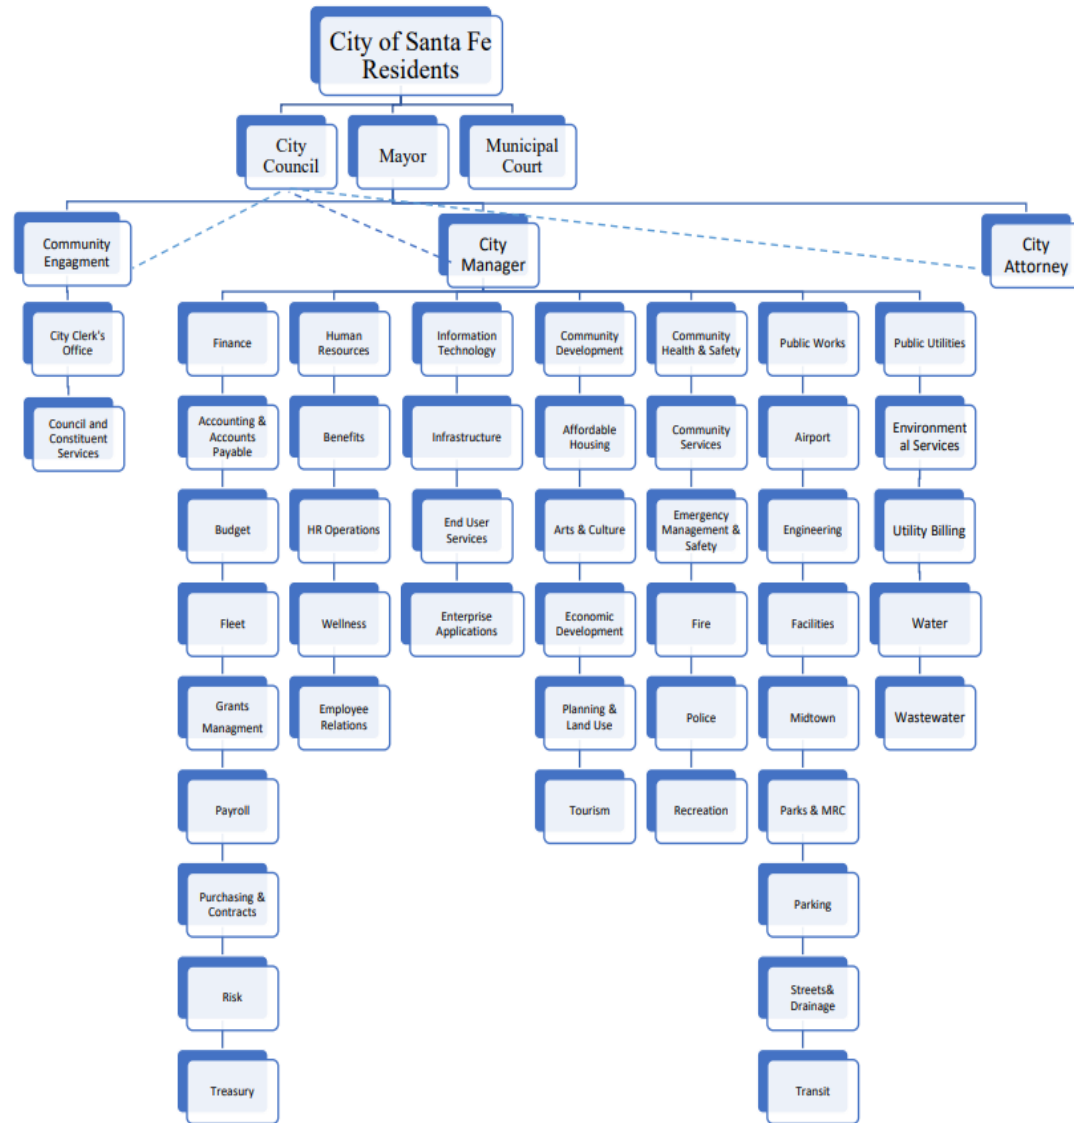 City of Santa Fe
Residents
City
Council
Mayor
Municipal
Court
Community
Engagment
City
Manager
City
Attorney
City Clerk's
Office
Finance
Human
Resources
Information
Technology
Community
Development
Community
Health & Safety
Public Works
Public Utilities
Council and
Constituent
Services
Accounting &
Accounts
Payable
Benefits
Infrastructure
Affordable
Housing
Community
Services
Airport
Environment
al Services
Budget
HR Operations
End User
Services
Arts & Culture
Emergency
Management &
Safety
Engineering
Utility Billing
Fleet
Wellness
Enterprise
Applications
Economic
Development
Fire
Facilities
Water
Grants
Managment
Employee
Relations
Planning &
Land Use
Police
Midtown
Wastewater
Payroll
Tourism
Recreation
Parks & MRC
Purchasing &
Contracts
Parking
Risk
Streets&
Drainage
Treasury
Transit